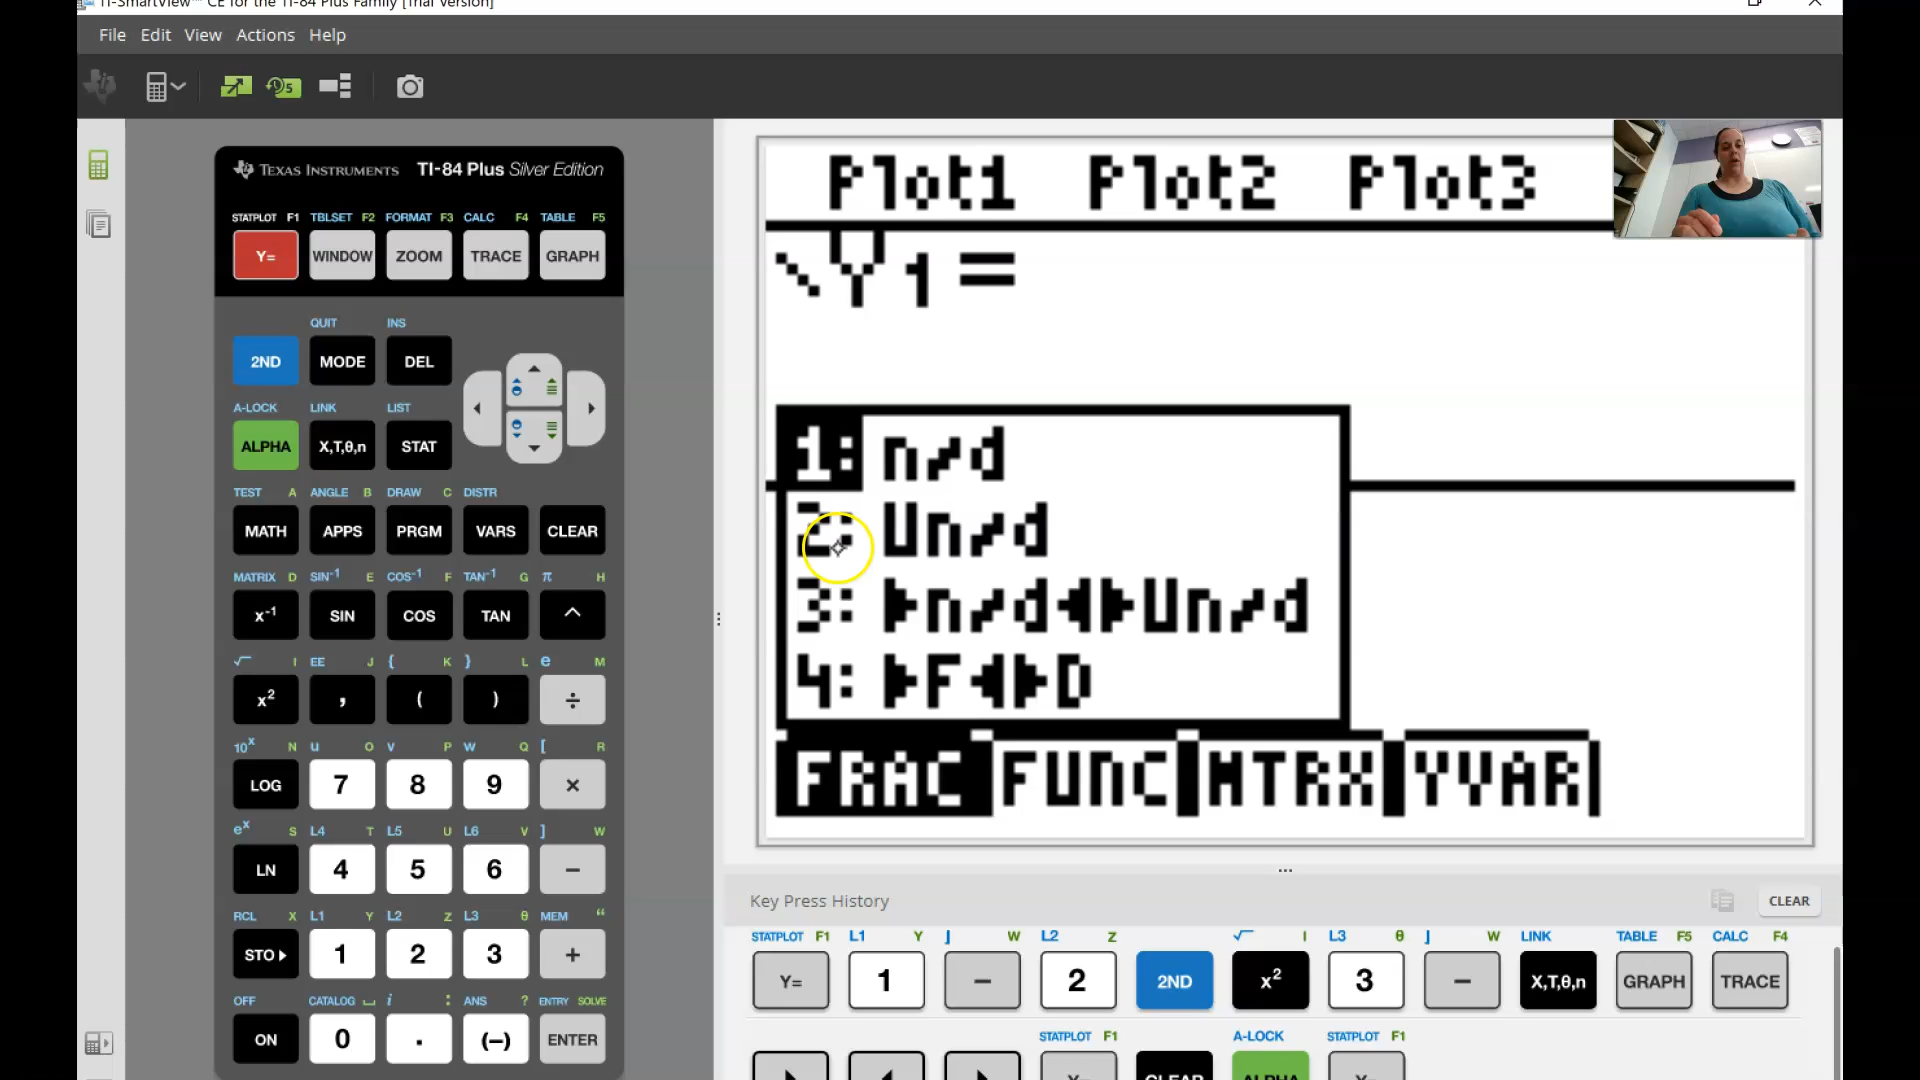 TI-SmartView™ CE for the TI-84 Plus Family [Trial Version]
File Edit View Actions Help
TEXAS INSTRUMENTS TI-84 Plus Silver Edition
STATPLOT F1 TBLSET F2 FORMAT F3 CALC F4 TABLE F5
Y= WINDOW ZOOM TRACE GRAPH
QUIT INS
2ND MODE DEL
A-LOCK LINK LIST
ALPHA X,T,θ,n STAT
TEST A ANGLE B DRAW C DISTR
MATH APPS PRGM VARS CLEAR
MATRIX D SIN⁻¹ E COS⁻¹ F TAN⁻¹ G π H
x⁻¹ SIN COS TAN ^
√ I EE J { K } L e M
x² , ( ) ÷
10ˣ N u O v P w Q [ R
LOG 7 8 9 ×
eˣ S L4 T L5 U L6 V ] W
LN 4 5 6 −
RCL X L1 Y L2 Z L3 θ MEM “
STO▶ 1 2 3 +
OFF CATALOG ⎵ i : ANS ? ENTRY SOLVE
ON 0 . (−) ENTER
Plot1 Plot2 Plot3
\Y1=
1: n/d
2: Un/d
3: ▶n/d◀▶Un/d
4: ▶F◀▶D
FRAC FUNC MTRX YVAR
Key Press History CLEAR
STATPLOT F1 L1 Y ] W L2 Z √ I L3 θ ] W LINK TABLE F5 CALC F4
Y= 1 − 2 2ND x² 3 − X,T,θ,n GRAPH TRACE
STATPLOT F1 A-LOCK STATPLOT F1
Y= CLEAR ALPHA Y=